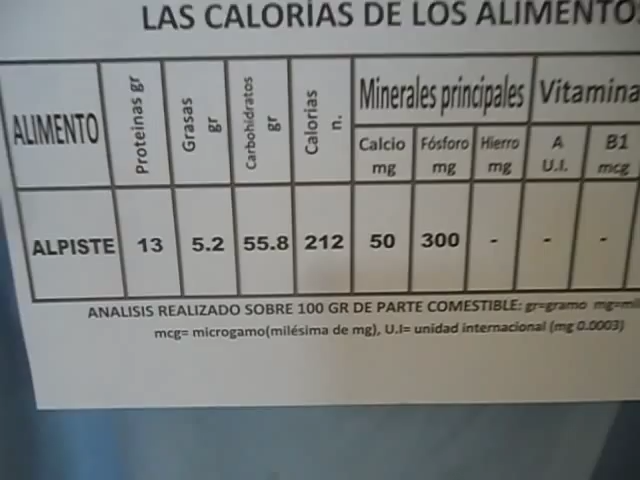 LAS CALORÍAS DE LOS ALIMENTO
ALIMENTO Proteinas gr Grasas gr Carbohidratos gr Calorias n. Minerales principales Vitamina
Calcio mg Fósforo mg Hierro mg A U.I. B1 mcg
ALPISTE 13 5.2 55.8 212 50 300 - - -
ANALISIS REALIZADO SOBRE 100 GR DE PARTE COMESTIBLE: gr=gramo mg=mil
mcg= microgamo(milésima de mg), U.I= unidad internacional (mg 0.0003)